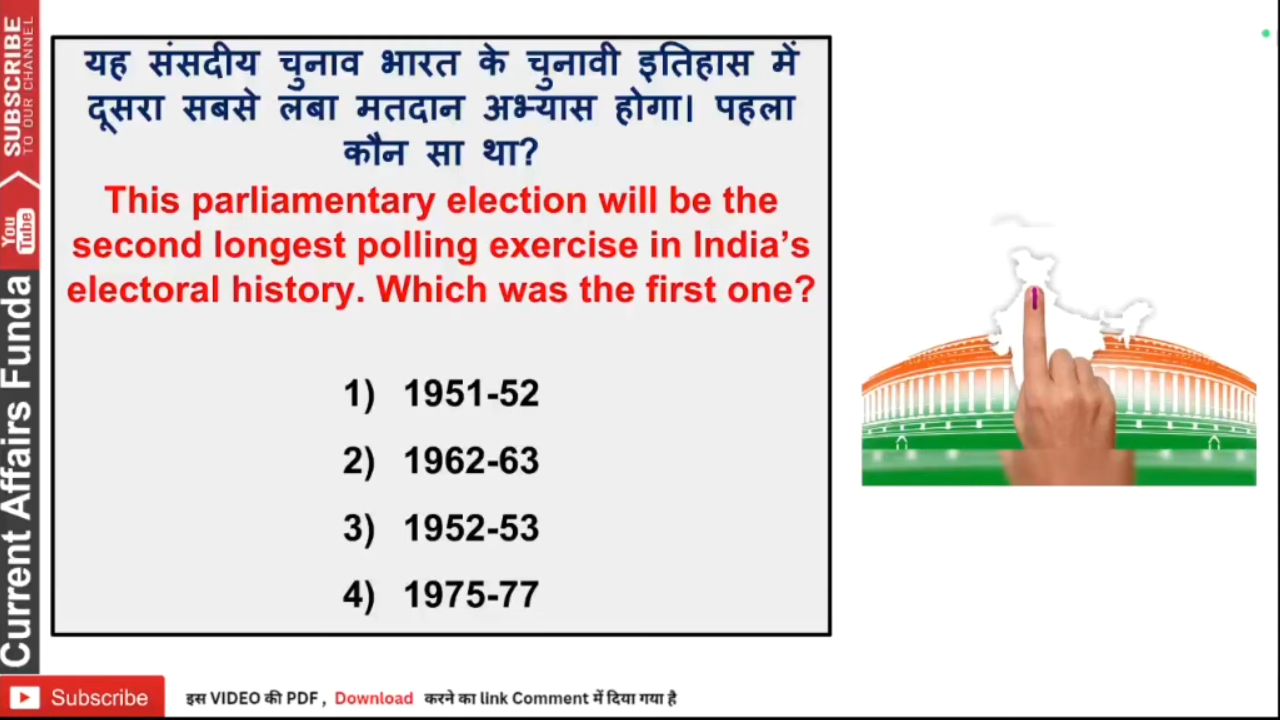 यह संसदीय चुनाव भारत के चुनावी इतिहास में
दूसरा सबसे लंबा मतदान अभ्यास होगा। पहला
कौन सा था?
This parliamentary election will be the
second longest polling exercise in India’s
electoral history. Which was the first one?
1) 1951-52
2) 1962-63
3) 1952-53
4) 1975-77
SUBSCRIBE
TO OUR CHANNEL
You
Tube
Current Affairs Funda
Subscribe
इस VIDEO की PDF , Download करने का link Comment में दिया गया है